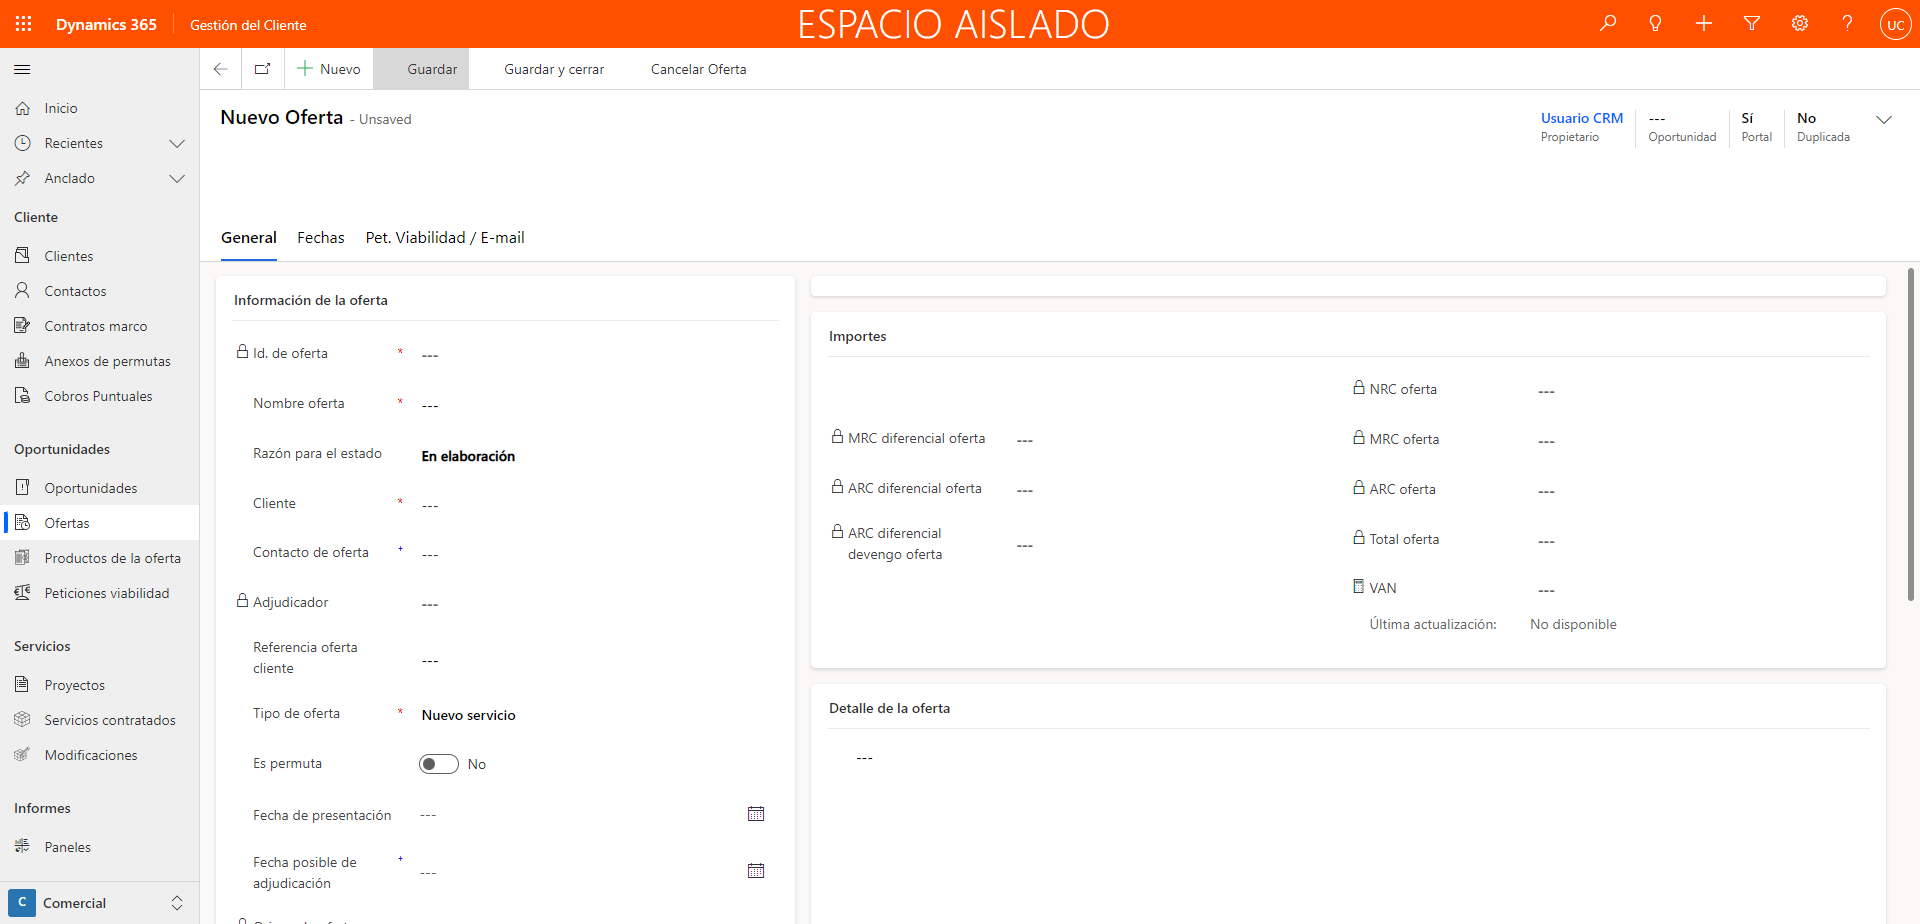 Dynamics 365
Gestión del Cliente
ESPACIO AISLADO
UC
Nuevo
Guardar
Guardar y cerrar
Cancelar Oferta
Inicio
Recientes
Anclado
Cliente
Clientes
Contactos
Contratos marco
Anexos de permutas
Cobros Puntuales
Oportunidades
Oportunidades
Ofertas
Productos de la oferta
Peticiones viabilidad
Servicios
Proyectos
Servicios contratados
Modificaciones
Informes
Paneles
C Comercial
Nuevo Oferta - Unsaved
Usuario CRM
Propietario
---
Oportunidad
Sí
Portal
No
Duplicada
General
Fechas
Pet. Viabilidad / E-mail
Información de la oferta
Id. de oferta * ---
Nombre oferta * ---
Razón para el estado En elaboración
Cliente * ---
Contacto de oferta + ---
Adjudicador ---
Referencia oferta
cliente ---
Tipo de oferta * Nuevo servicio
Es permuta No
Fecha de presentación ---
Fecha posible de
adjudicación + ---
Importes
MRC diferencial oferta ---
ARC diferencial oferta ---
ARC diferencial
devengo oferta ---
NRC oferta ---
MRC oferta ---
ARC oferta ---
Total oferta ---
VAN ---
Última actualización: No disponible
Detalle de la oferta
---